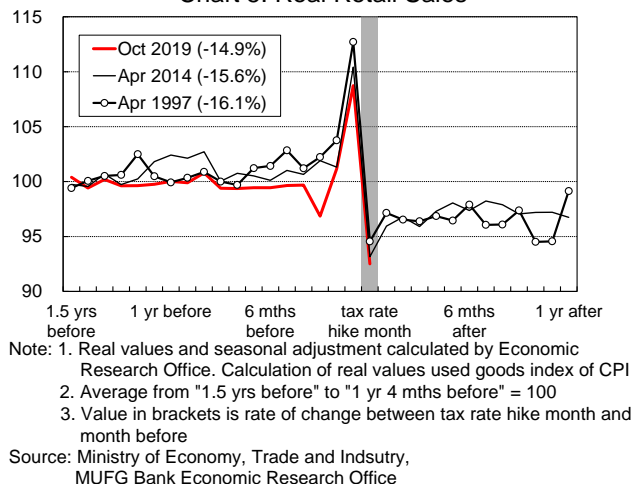 Chart 3: Real Retail Sales
115
110
105
100
95
90
Oct 2019 (-14.9%)
Apr 2014 (-15.6%)
Apr 1997 (-16.1%)
1.5 yrs before
1 yr before
6 mths before
tax rate hike month
6 mths after
1 yr after
Note: 1. Real values and seasonal adjustment calculated by Economic
Research Office. Calculation of real values used goods index of CPI
2. Average from "1.5 yrs before" to "1 yr 4 mths before" = 100
3. Value in brackets is rate of change between tax rate hike month and
month before
Source: Ministry of Economy, Trade and Indsutry,
MUFG Bank Economic Research Office